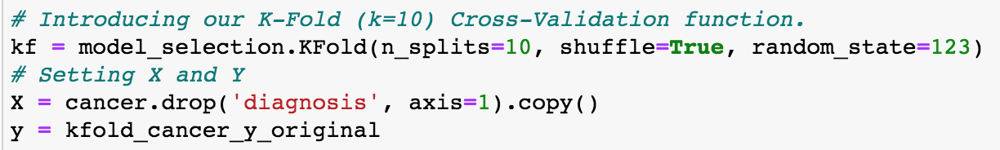 # Introducing our K-Fold (k=10) Cross-Validation function.
kf = model_selection.KFold(n_splits=10, shuffle=True, random_state=123)
# Setting X and Y
X = cancer.drop('diagnosis', axis=1).copy()
y = kfold_cancer_y_original